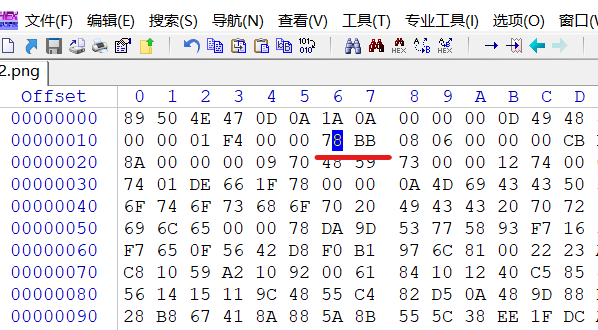 文件(F) 编辑(E) 搜索(S) 导航(N) 查看(V) 工具(T) 专业工具(I) 选项(O) 窗口(W
2.png
Offset 0 1 2 3 4 5 6 7 8 9 A B C D
00000000 89 50 4E 47 0D 0A 1A 0A 00 00 00 0D 49 48
00000010 00 00 01 F4 00 00 78 BB 08 06 00 00 00 CB
00000020 8A 00 00 00 09 70 48 59 73 00 00 12 74 00
00000030 74 01 DE 66 1F 78 00 00 0A 4D 69 43 43 50
00000040 6F 74 6F 73 68 6F 70 20 49 43 43 20 70 72
00000050 69 6C 65 00 00 78 DA 9D 53 77 58 93 F7 16
00000060 F7 65 0F 56 42 D8 F0 B1 97 6C 81 00 22 23
00000070 C8 10 59 A2 10 92 00 61 84 10 12 40 C5 85
00000080 56 14 15 11 9C 48 55 C4 82 D5 0A 48 9D 88
00000090 28 B8 67 41 8A 88 5A 8B 55 5C 38 EE 1F DC